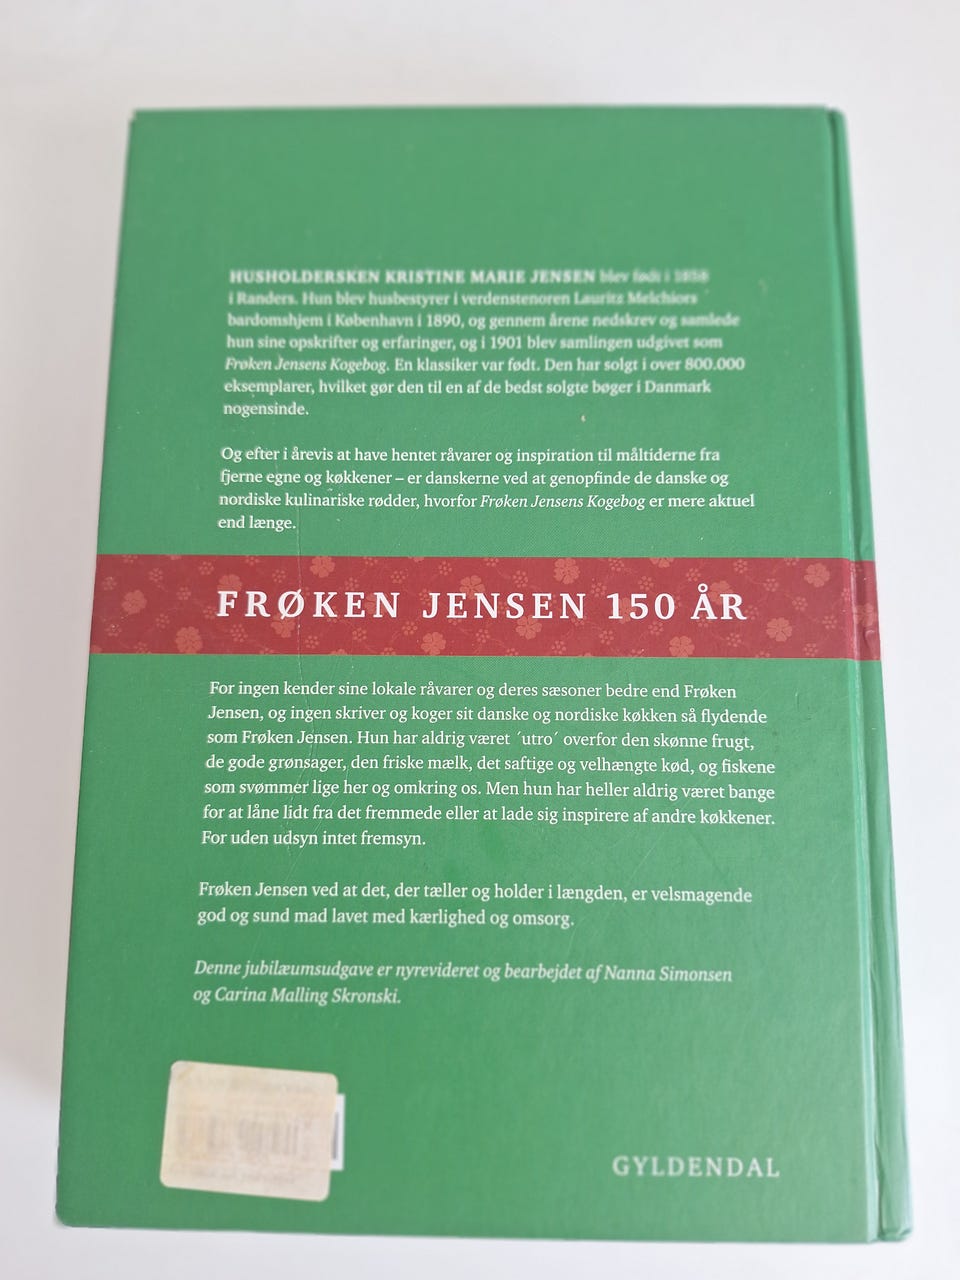 HUSHOLDERSKEN KRISTINE MARIE JENSEN blev født i 1858
i Randers. Hun blev husbestyrer i verdenstenoren Lauritz Melchiors
bardomshjem i København i 1890, og gennem årene nedskrev og samlede
hun sine opskrifter og erfaringer, og i 1901 blev samlingen udgivet som
Frøken Jensens Kogebog. En klassiker var født. Den har solgt i over 800.000
eksemplarer, hvilket gør den til en af de bedst solgte bøger i Danmark
nogensinde.
Og efter i årevis at have hentet råvarer og inspiration til måltiderne fra
fjerne egne og køkkener – er danskerne ved at genopfinde de danske og
nordiske kulinariske rødder, hvorfor Frøken Jensens Kogebog er mere aktuel
end længe.
FRØKEN JENSEN 150 ÅR
For ingen kender sine lokale råvarer og deres sæsoner bedre end Frøken
Jensen, og ingen skriver og koger sit danske og nordiske køkken så flydende
som Frøken Jensen. Hun har aldrig været ´utro´ overfor den skønne frugt,
de gode grønsager, den friske mælk, det saftige og velhængte kød, og fiskene
som svømmer lige her og omkring os. Men hun har heller aldrig været bange
for at låne lidt fra det fremmede eller at lade sig inspirere af andre køkkener.
For uden udsyn intet fremsyn.
Frøken Jensen ved at det, der tæller og holder i længden, er velsmagende
god og sund mad lavet med kærlighed og omsorg.
Denne jubilæumsudgave er nyrevideret og bearbejdet af Nanna Simonsen
og Carina Malling Skronski.
GYLDENDAL